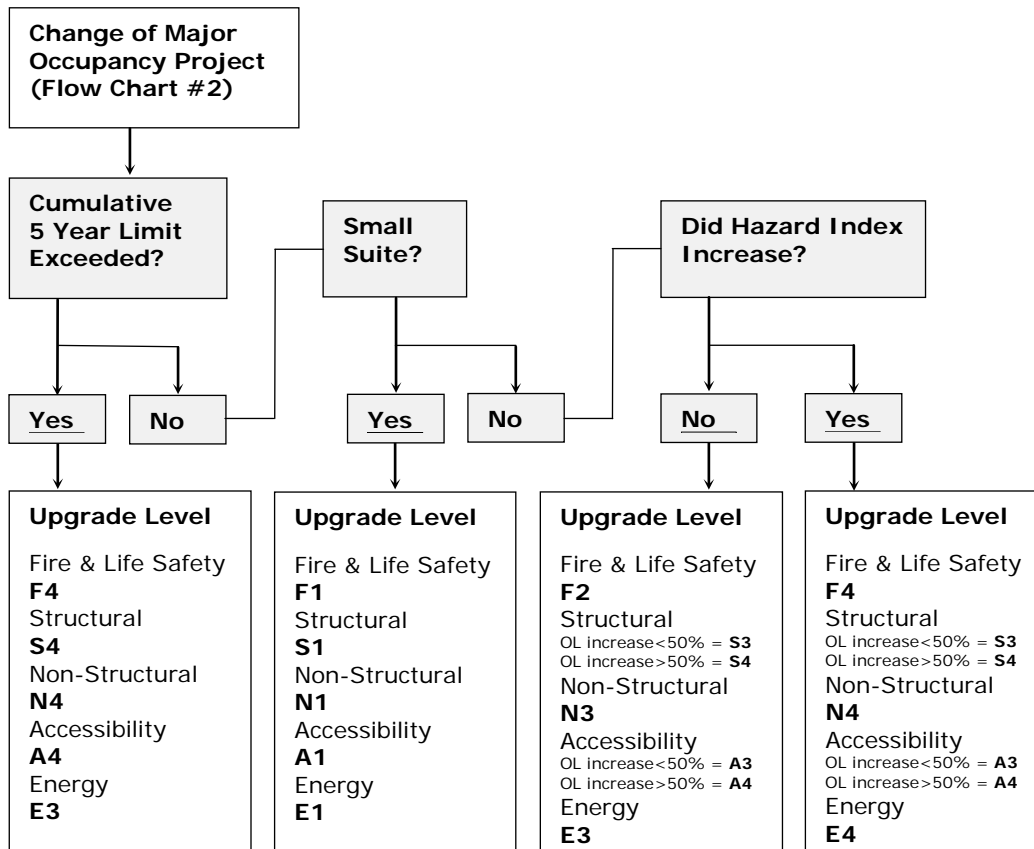 Change of Major
Occupancy Project
(Flow Chart #2)
Cumulative
5 Year Limit
Exceeded?
Small
Suite?
Did Hazard Index
Increase?
Yes
No
Yes
No
No
Yes
Upgrade Level
Fire & Life Safety
F4
Structural
S4
Non-Structural
N4
Accessibility
A4
Energy
E3
Upgrade Level
Fire & Life Safety
F1
Structural
S1
Non-Structural
N1
Accessibility
A1
Energy
E1
Upgrade Level
Fire & Life Safety
F2
Structural
OL increase<50% = S3
OL increase>50% = S4
Non-Structural
N3
Accessibility
OL increase<50% = A3
OL increase>50% = A4
Energy
E3
Upgrade Level
Fire & Life Safety
F4
Structural
OL increase<50% = S3
OL increase>50% = S4
Non-Structural
N4
Accessibility
OL increase<50% = A3
OL increase>50% = A4
Energy
E4